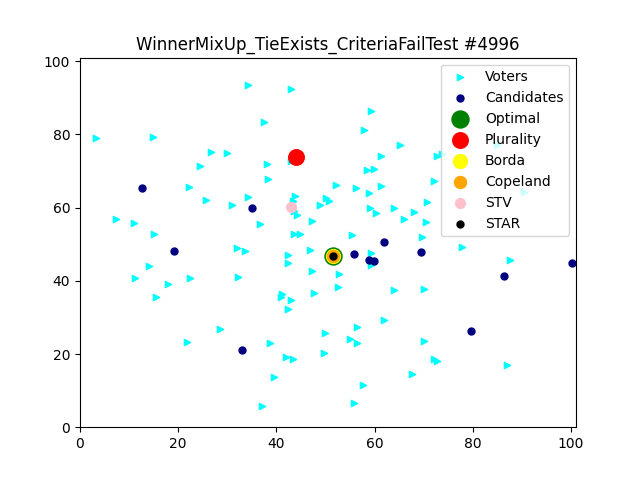 WinnerMixUp_TieExists_CriteriaFailTest #4996
100
80
60
40
20
0
0
20
40
60
80
100
Voters
Candidates
Optimal
Plurality
Borda
Copeland
STV
STAR